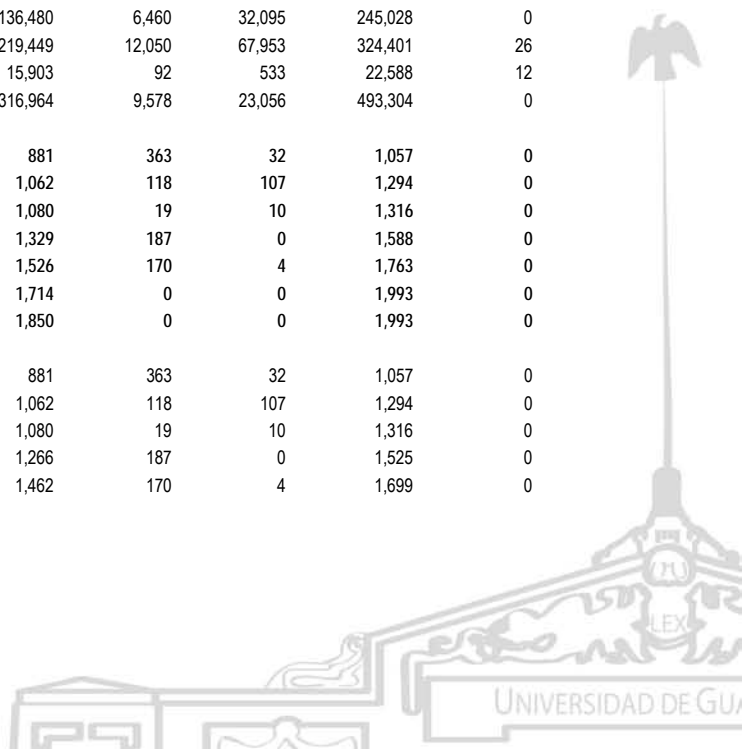 136,480 6,460 32,095 245,028 0
219,449 12,050 67,953 324,401 26
15,903 92 533 22,588 12
316,964 9,578 23,056 493,304 0
881 363 32 1,057 0
1,062 118 107 1,294 0
1,080 19 10 1,316 0
1,329 187 0 1,588 0
1,526 170 4 1,763 0
1,714 0 0 1,993 0
1,850 0 0 1,993 0
881 363 32 1,057 0
1,062 118 107 1,294 0
1,080 19 10 1,316 0
1,266 187 0 1,525 0
1,462 170 4 1,699 0
LEX
UNIVERSIDAD DE GUA